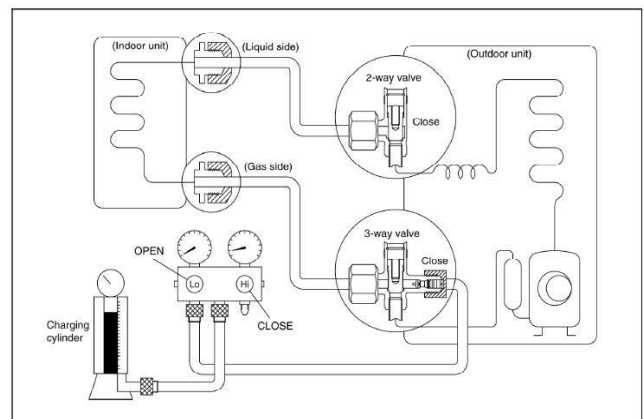 (Indoor unit)
(Liquid side)
(Outdoor unit)
2-way valve
Close
(Gas side)
3-way valve
Close
OPEN
Lo
Hi
CLOSE
Charging
cylinder